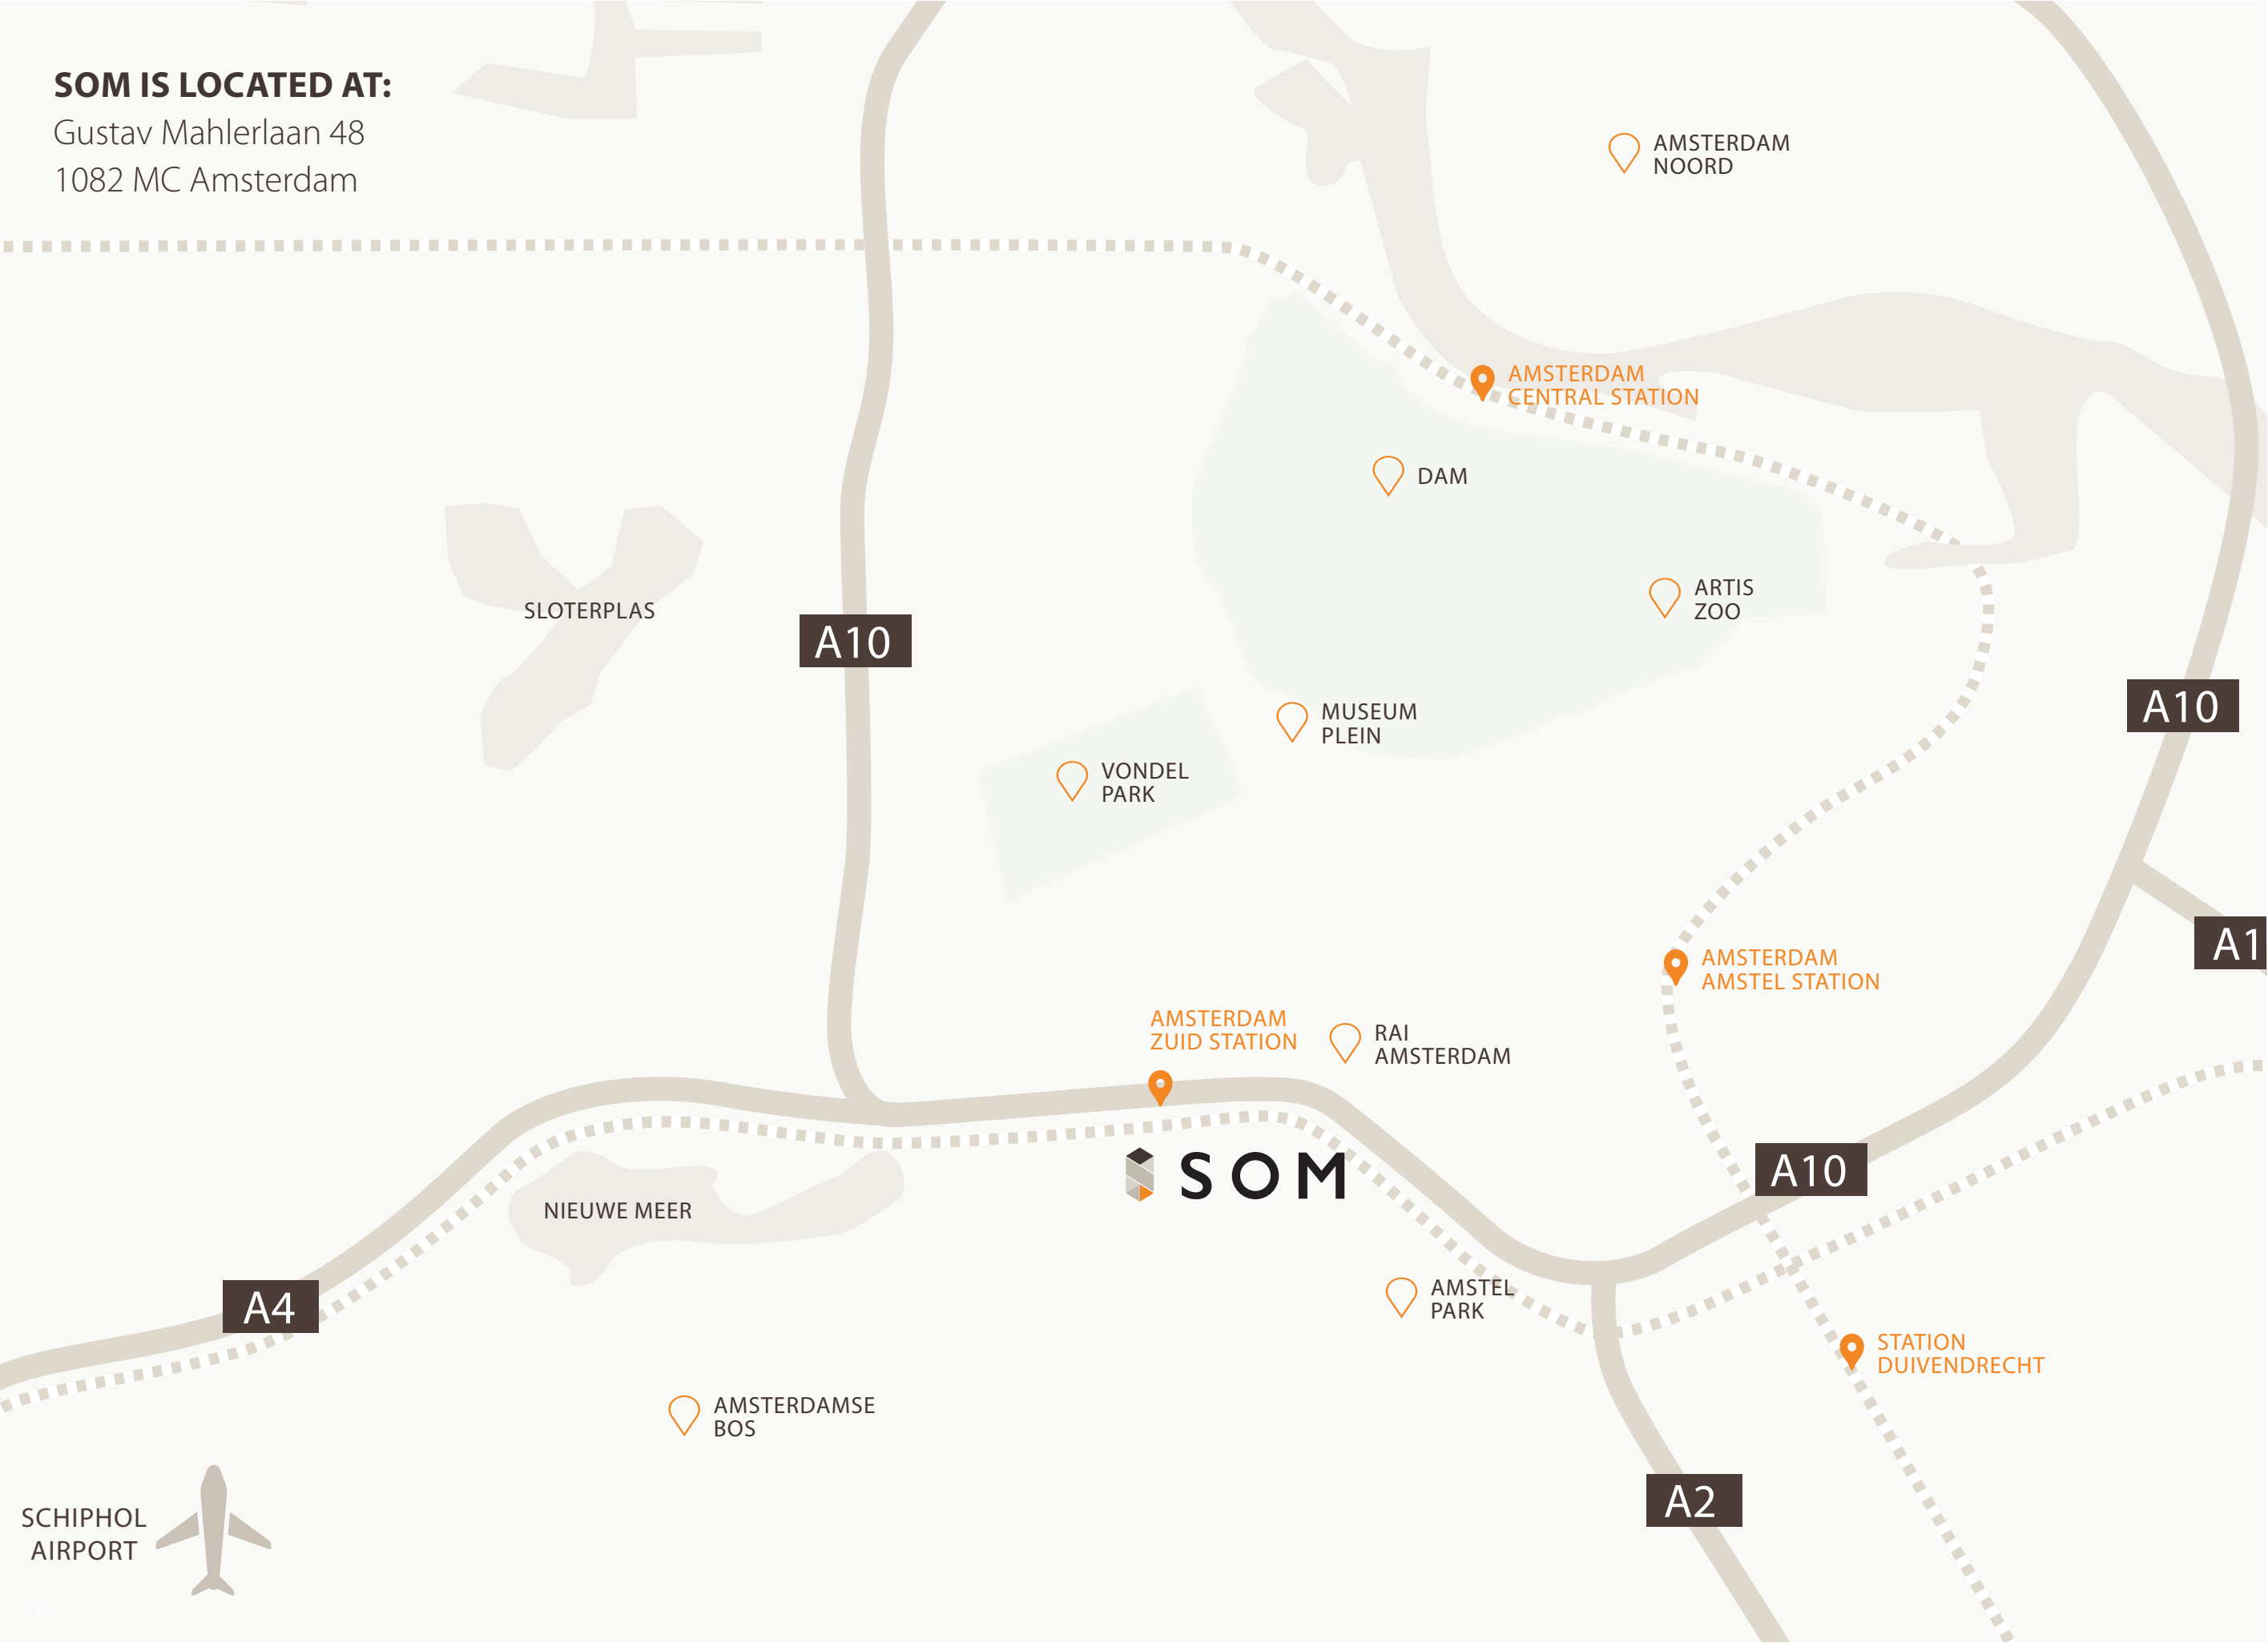 SOM IS LOCATED AT:
Gustav Mahlerlaan 48
1082 MC Amsterdam
AMSTERDAM
NOORD
AMSTERDAM
CENTRAL STATION
DAM
ARTIS
ZOO
SLOTERPLAS
A10
A10
MUSEUM
PLEIN
VONDEL
PARK
A1
AMSTERDAM
AMSTEL STATION
AMSTERDAM
ZUID STATION
RAI
AMSTERDAM
A10
SOM
NIEUWE MEER
A4
AMSTEL
PARK
STATION
DUIVENDRECHT
AMSTERDAMSE
BOS
A2
SCHIPHOL
AIRPORT